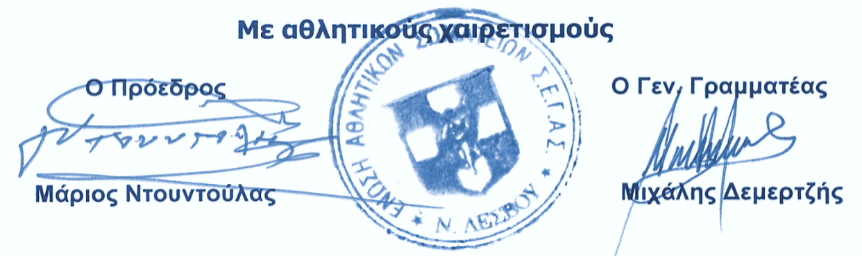 Με αθλητικούς χαιρετισμούς
Ο Πρόεδρος
Ο Γεν. Γραμματέας
ΕΝΩΣΗ ΑΘΛΗΤΙΚΩΝ ΣΩΜΑΤΕΙΩΝ Σ.Ε.Γ.Α.Σ.
Ν. ΛΕΣΒΟΥ
Μάριος Ντουντούλας
Μιχάλης Δεμερτζής